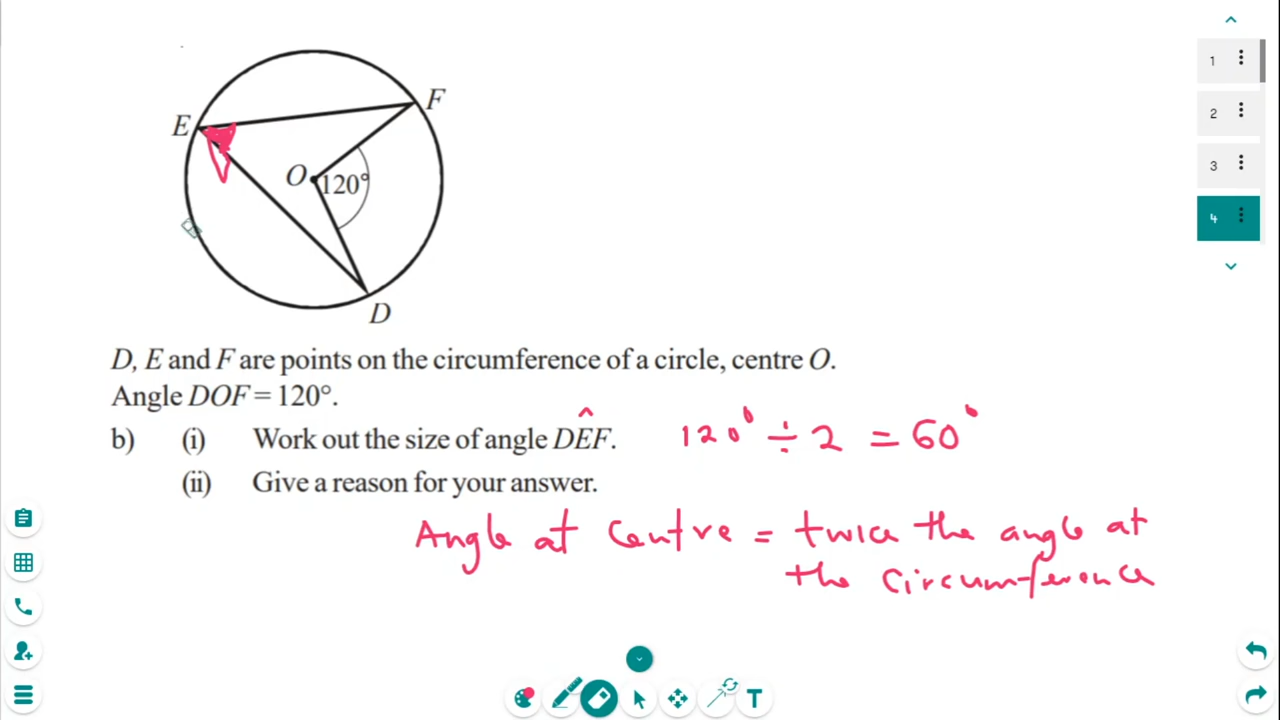 E
F
O
120°
D
D, E and F are points on the circumference of a circle, centre O.
Angle DOF = 120°.
b) (i) Work out the size of angle DEF. 120° ÷ 2 = 60°
(ii) Give a reason for your answer.
Angle at centre = twice the angle at
the circumference
1
2
3
4
T